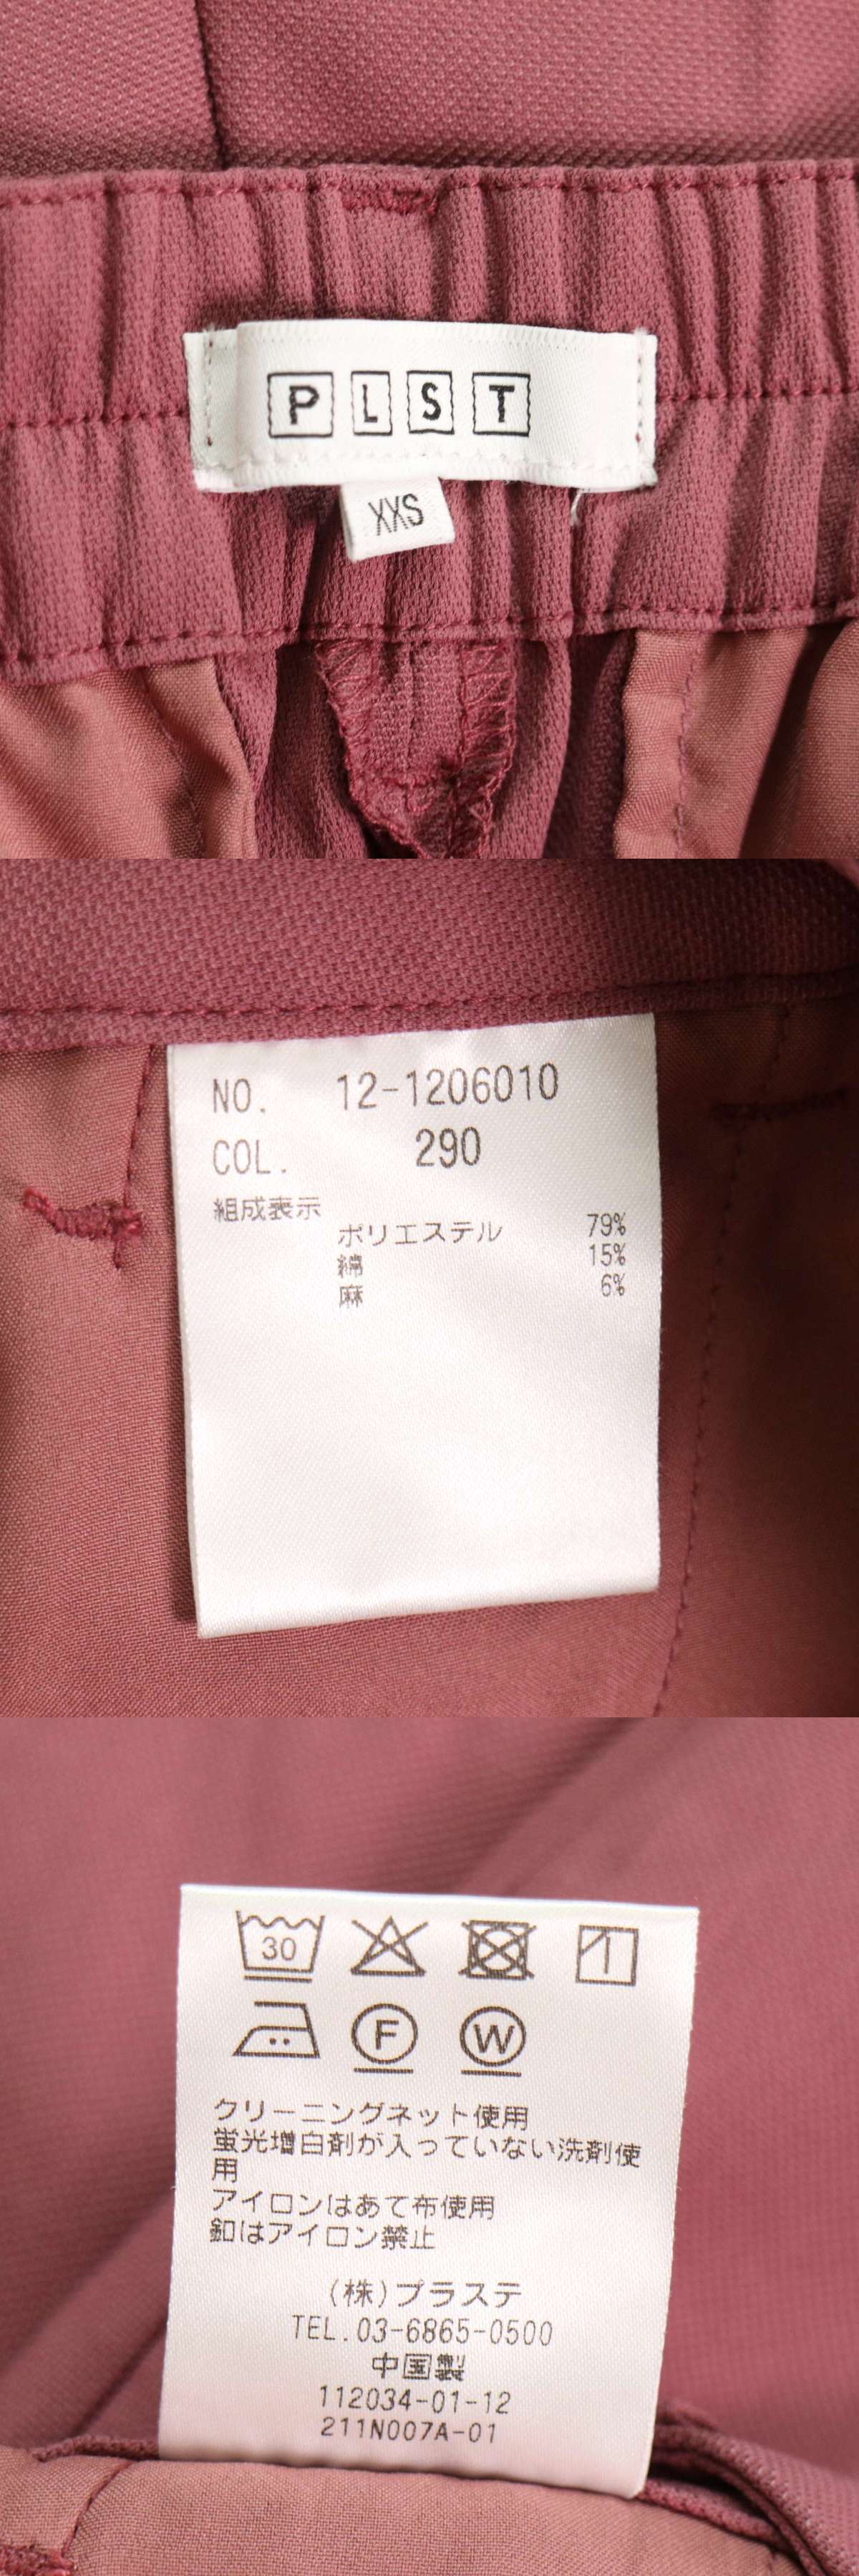 PLST
XXS
NO. 12-1206010
COL. 290
組成表示
ポリエステル 79%
綿 15%
麻 6%
30
F W
クリーニングネット使用
蛍光増白剤が入っていない洗剤使
用
アイロンはあて布使用
釦はアイロン禁止
(株)プラステ
TEL.03-6865-0500
中国製
112034-01-12
211N007A-01